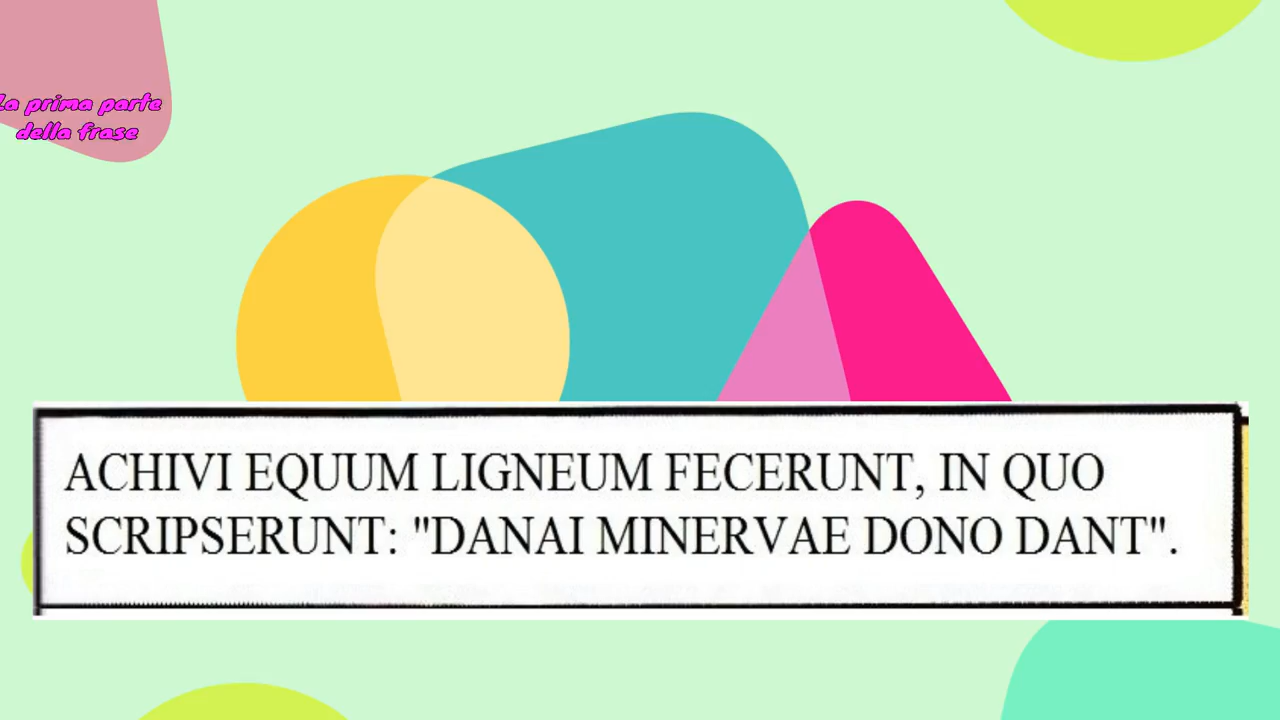 La prima parte
della frase
ACHIVI EQUUM LIGNEUM FECERUNT, IN QUO
SCRIPSERUNT: "DANAI MINERVAE DONO DANT".